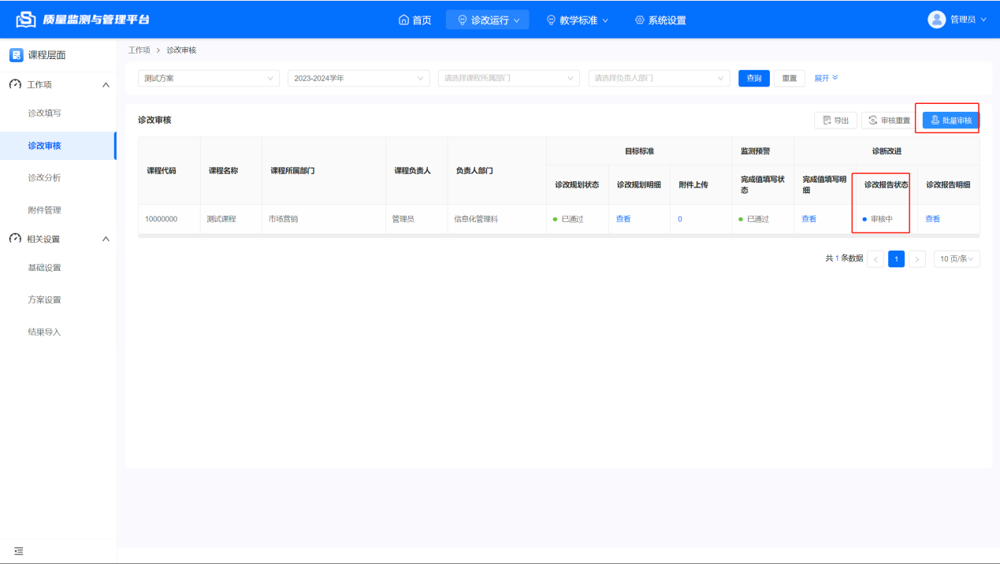 质量监测与管理平台
首页 诊改运行 教学标准 系统设置 管理员
课程层面
工作项 > 诊改审核
工作项
诊改填写
诊改审核
诊改分析
附件管理
相关设置
基础设置
方案设置
结果导入
测试方案 2023-2024学年 请选择课程所属部门 请选择负责人部门 查询 重置 展开
诊改审核 导出 审核重置 批量审核
目标标准 监测预警 诊断改进
课程代码 课程名称 课程所属部门 课程负责人 负责人部门
诊改规划状态 诊改规划明细 附件上传 完成值填写状态 完成值填写明细 诊改报告状态 诊改报告明细
10000000 测试课程 市场营销 管理员 信息化管理科 已通过 查看 0 已通过 查看 审核中 查看
共 1 条数据 < 1 > 10 页/条